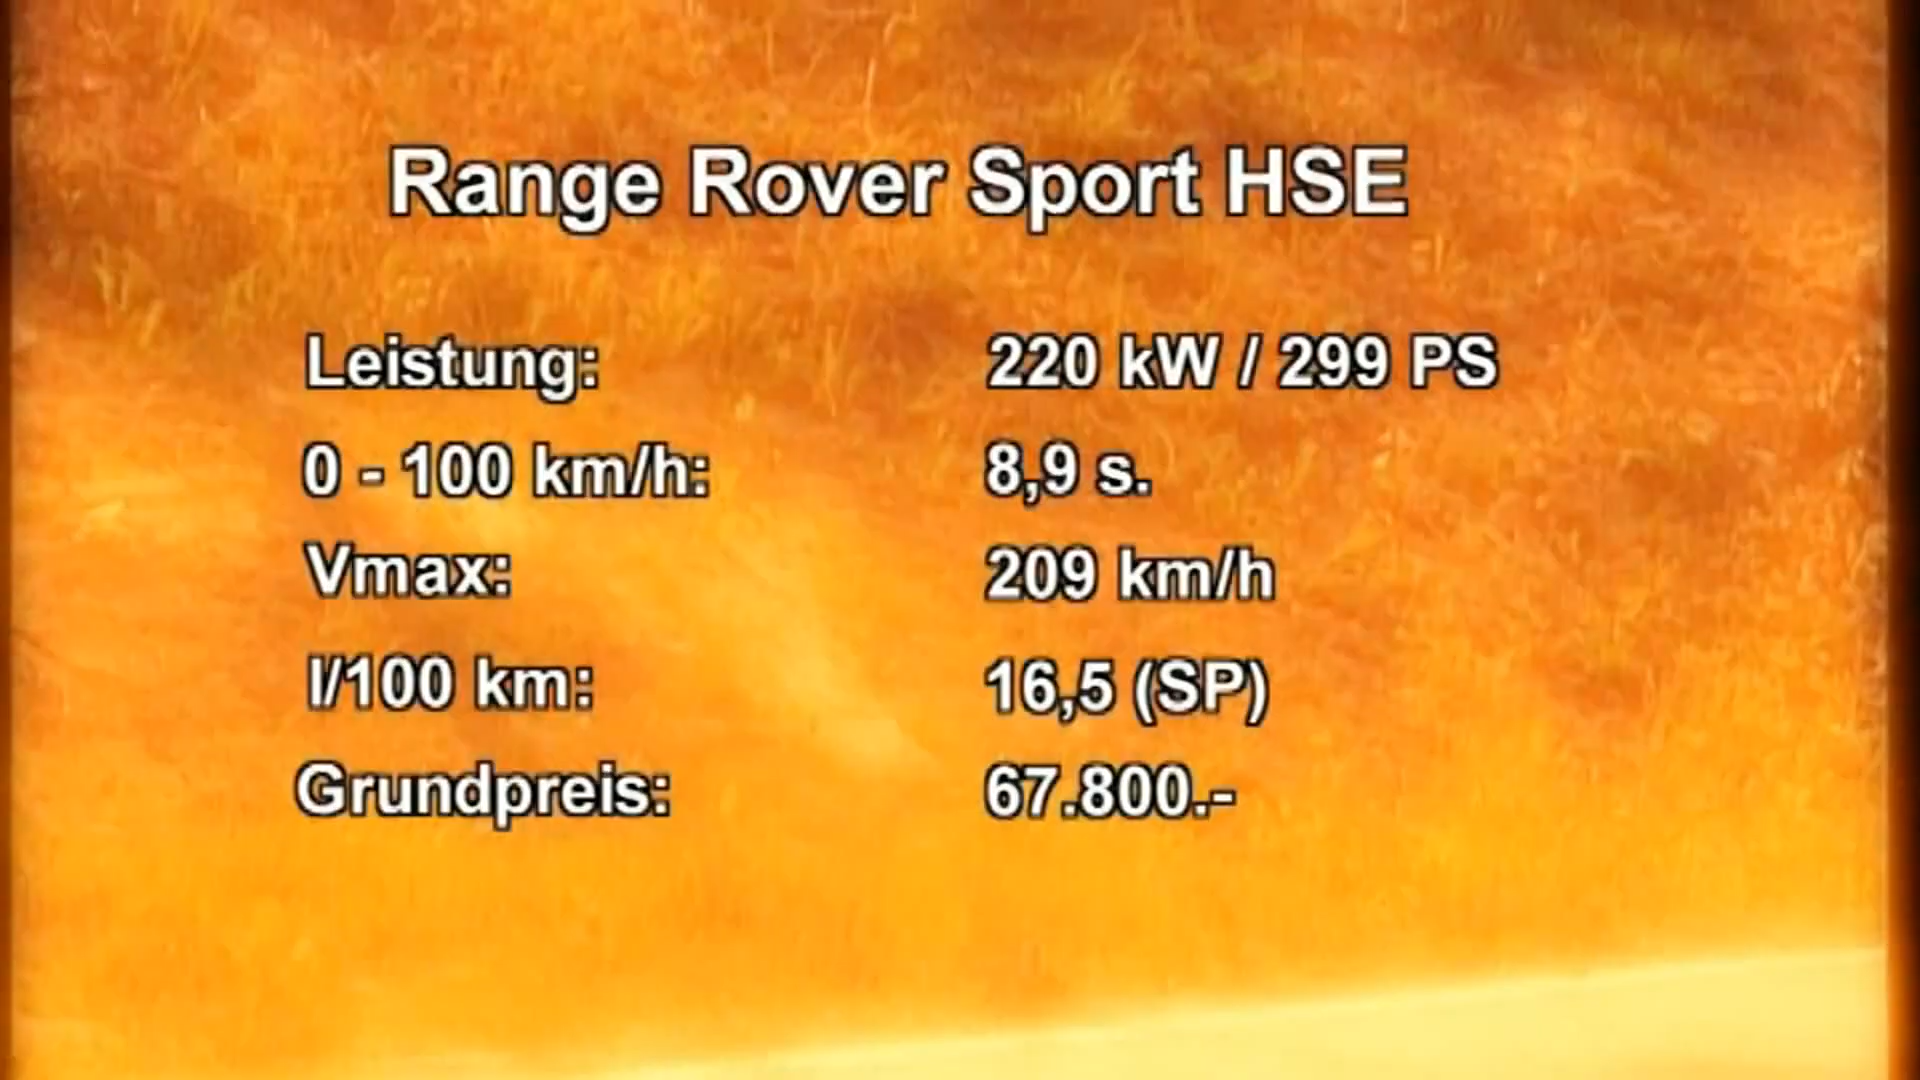 Range Rover Sport HSE
Leistung: 220 kW / 299 PS
0 - 100 km/h: 8,9 s.
Vmax: 209 km/h
l/100 km: 16,5 (SP)
Grundpreis: 67.800.-